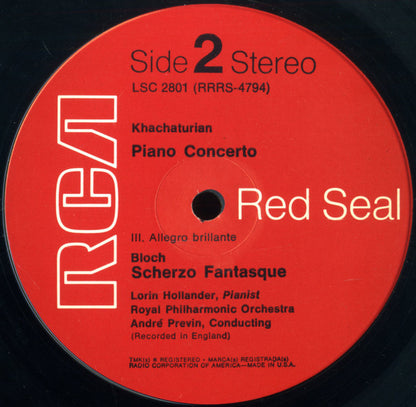 Side 2 Stereo
LSC 2801 (RRRS-4794)
Khachaturian
Piano Concerto
RCA
Red Seal
III. Allegro brillante
Bloch
Scherzo Fantasque
Lorin Hollander, Pianist
Royal Philharmonic Orchestra
André Previn, Conducting
(Recorded in England)
TMK(s) ® REGISTERED • MARCA(s) REGISTRADA(s)
RADIO CORPORATION OF AMERICA—MADE IN U.S.A.